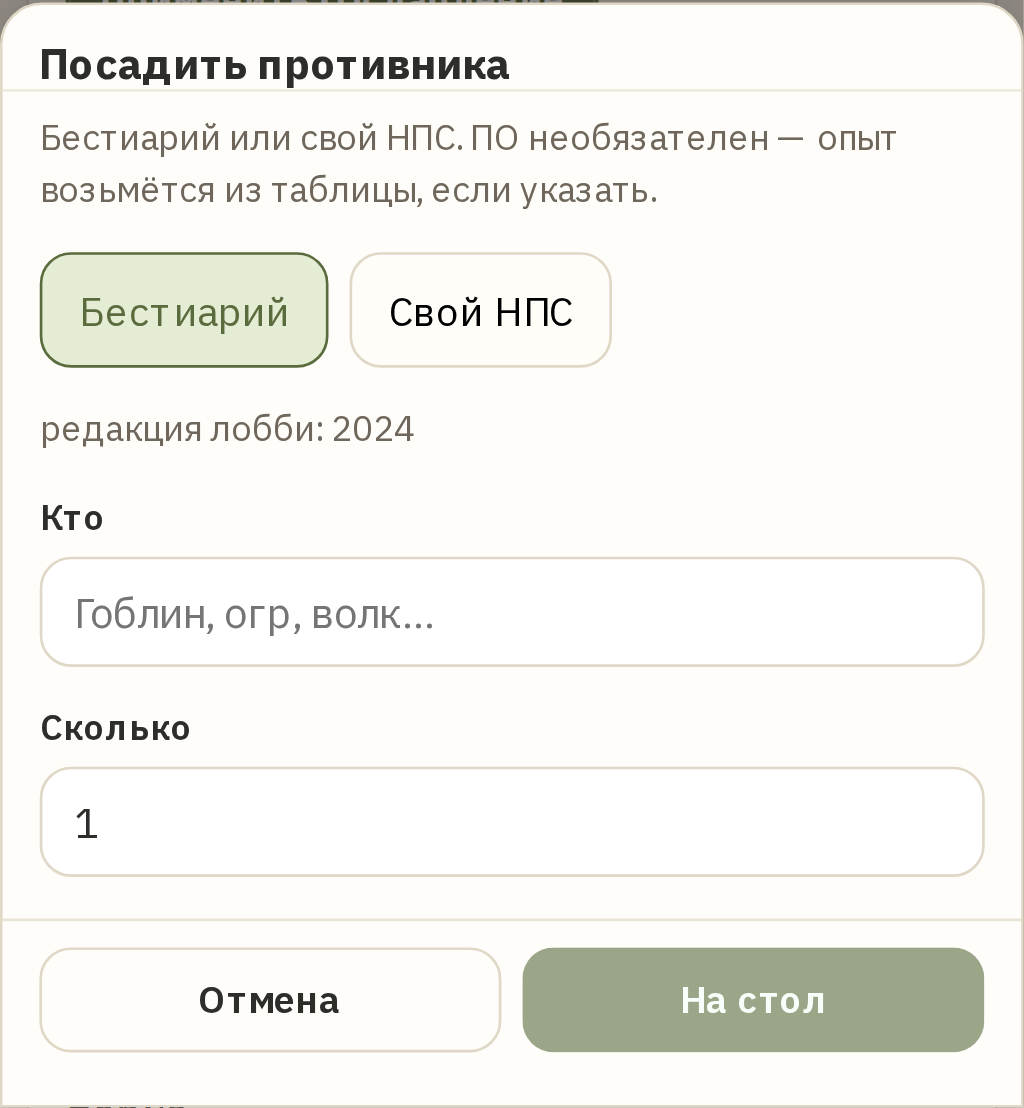 Посадить противника
Бестиарий или свой НПС. ПО необязателен — опыт
возьмётся из таблицы, если указать.
Бестиарий
Свой НПС
редакция лобби: 2024
Кто
Гоблин, огр, волк...
Сколько
1
Отмена
На стол